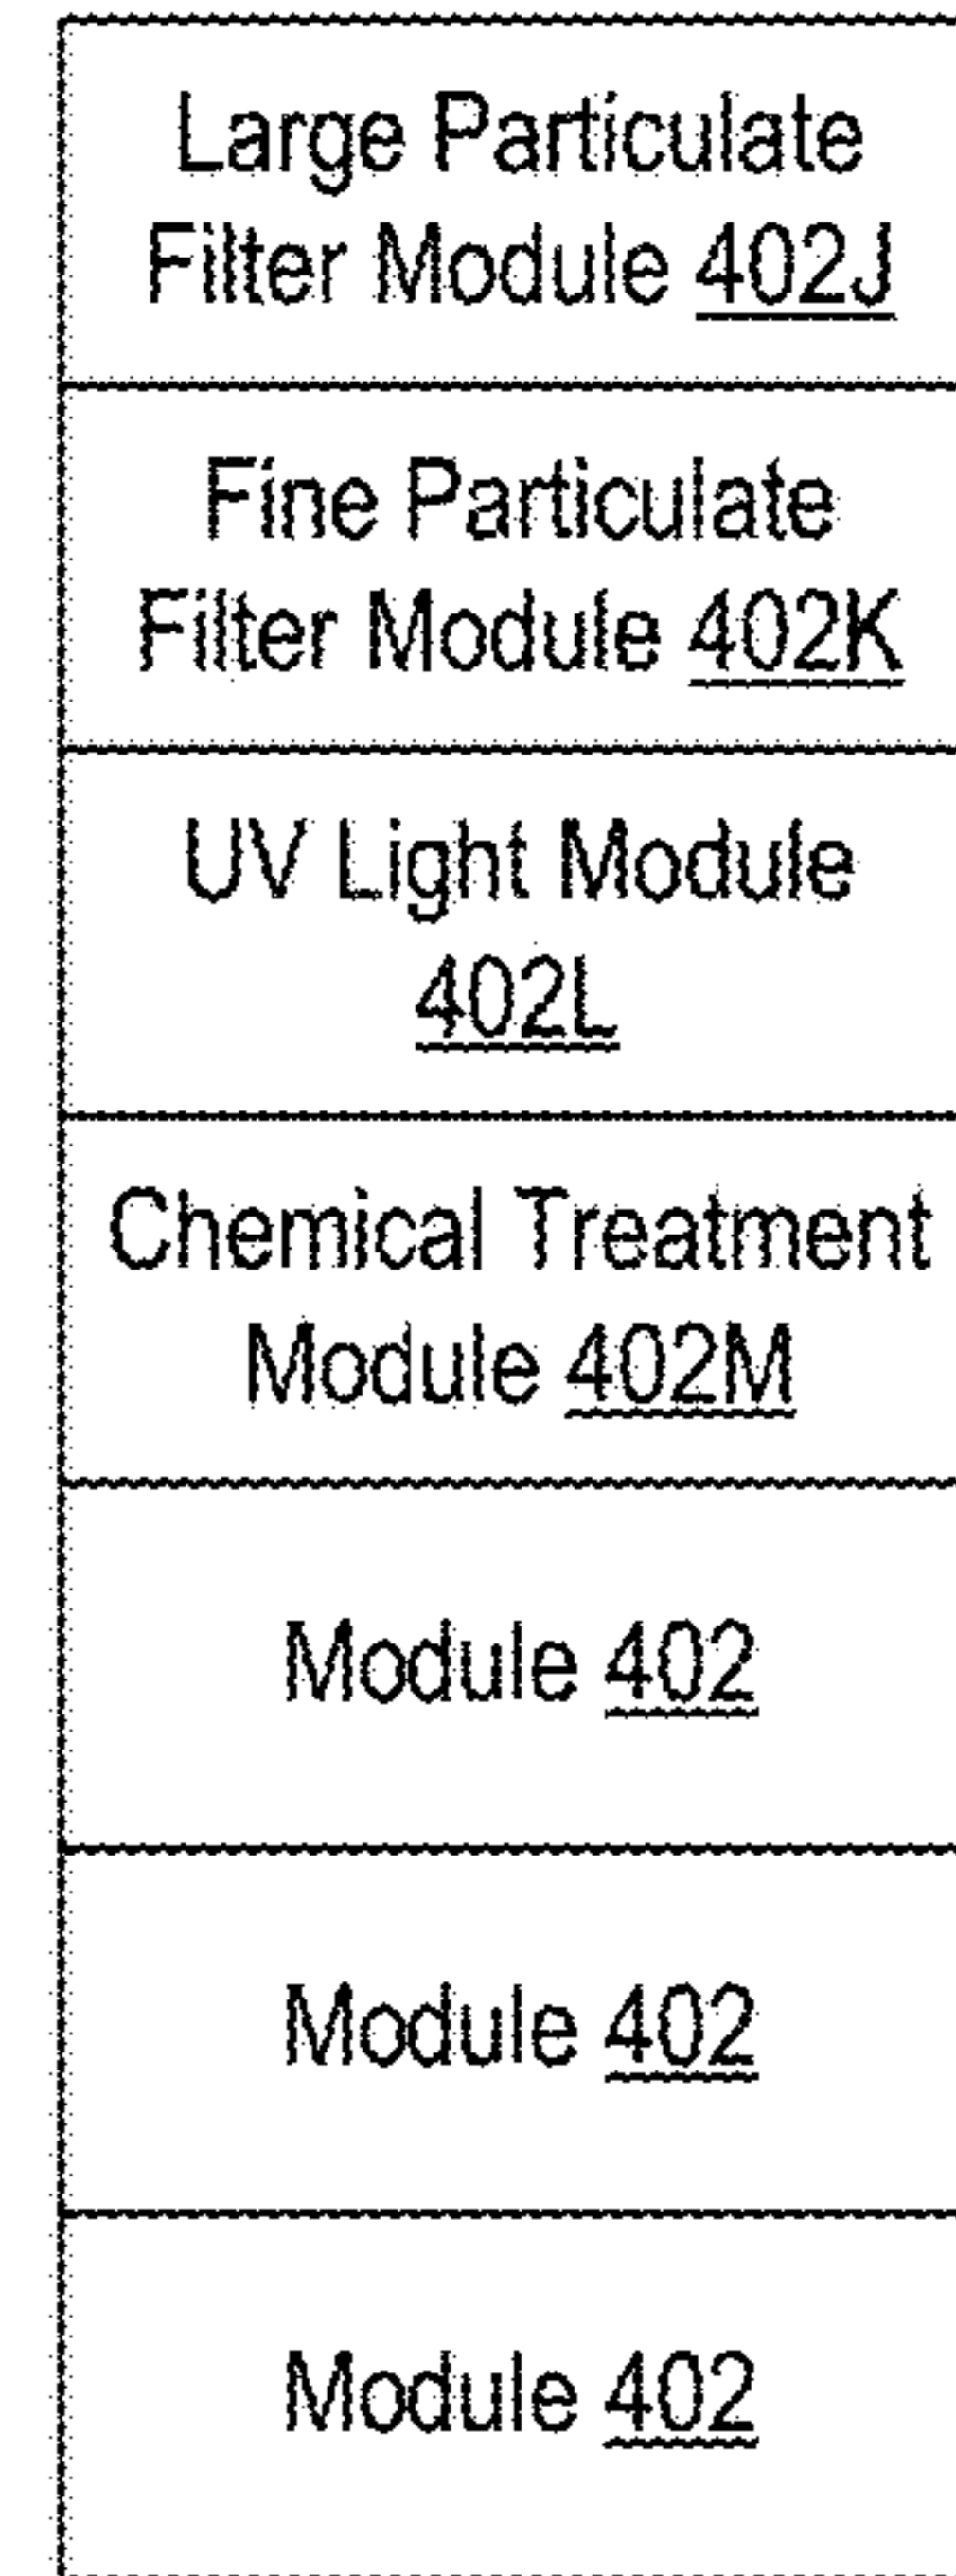 Large Particulate
Filter Module 402J
Fine Particulate
Filter Module 402K
UV Light Module
402L
Chemical Treatment
Module 402M
Module 402
Module 402
Module 402